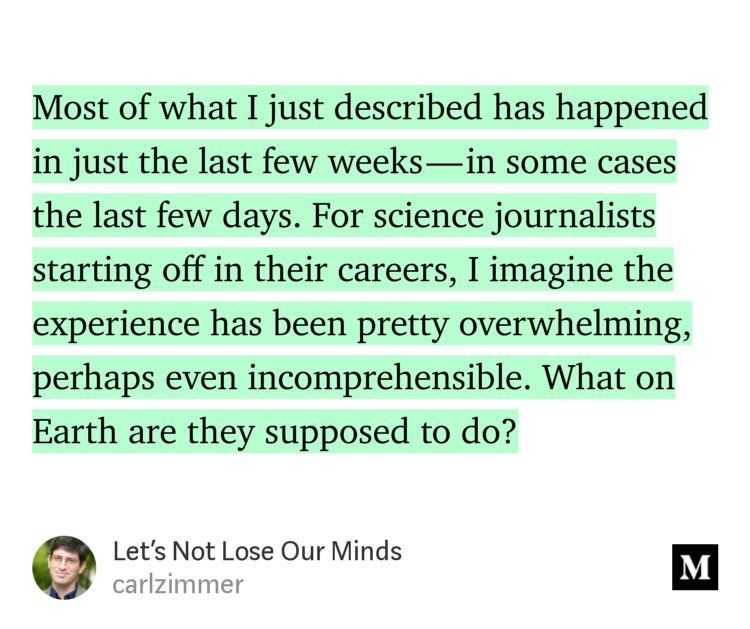 Most of what I just described has happened
in just the last few weeks — in some cases
the last few days. For science journalists
starting off in their careers, I imagine the
experience has been pretty overwhelming,
perhaps even incomprehensible. What on
Earth are they supposed to do?
Let’s Not Lose Our Minds
carlzimmer
M